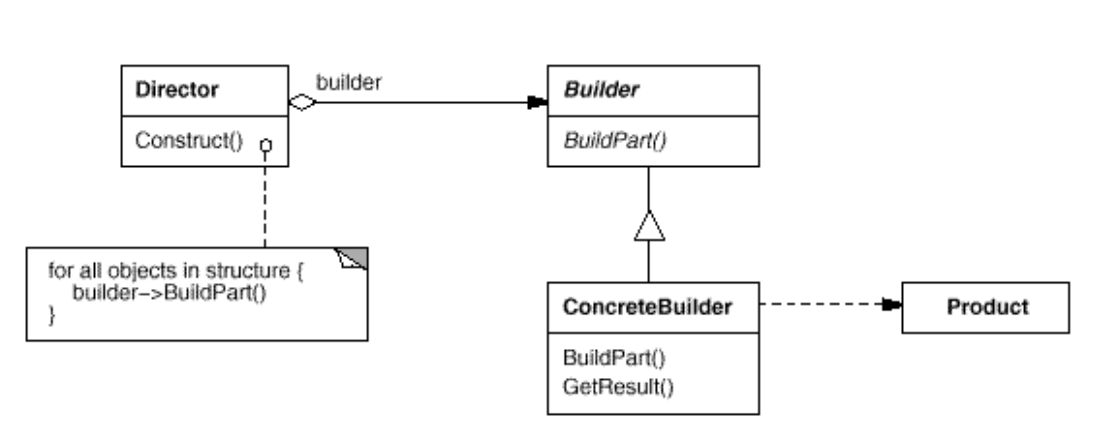 Director
Construct()
builder
Builder
BuildPart()
for all objects in structure {
builder–>BuildPart()
}
ConcreteBuilder
BuildPart()
GetResult()
Product